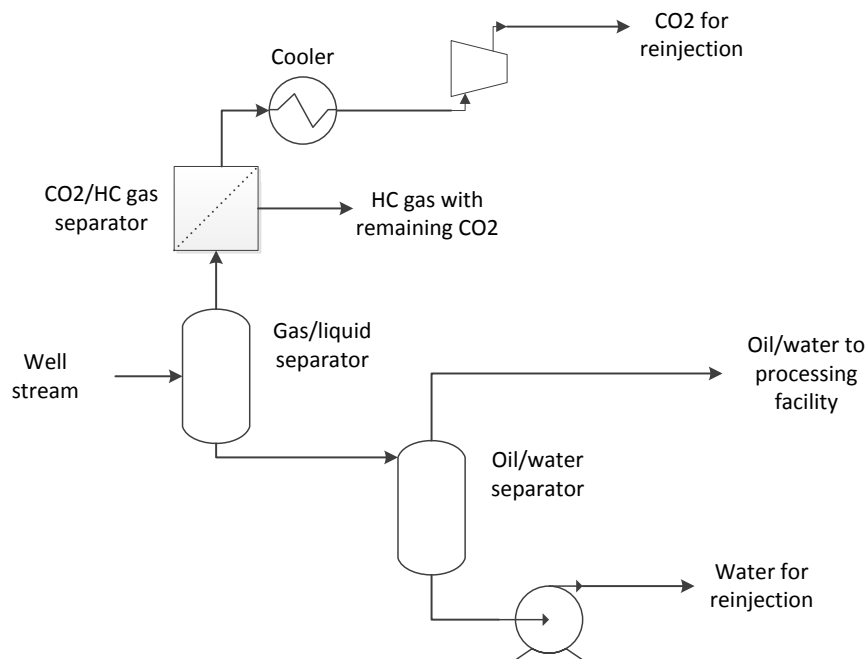 CO2 for
reinjection
Cooler
CO2/HC gas
separator
HC gas with
remaining CO2
Gas/liquid
separator
Well
stream
Oil/water to
processing
facility
Oil/water
separator
Water for
reinjection